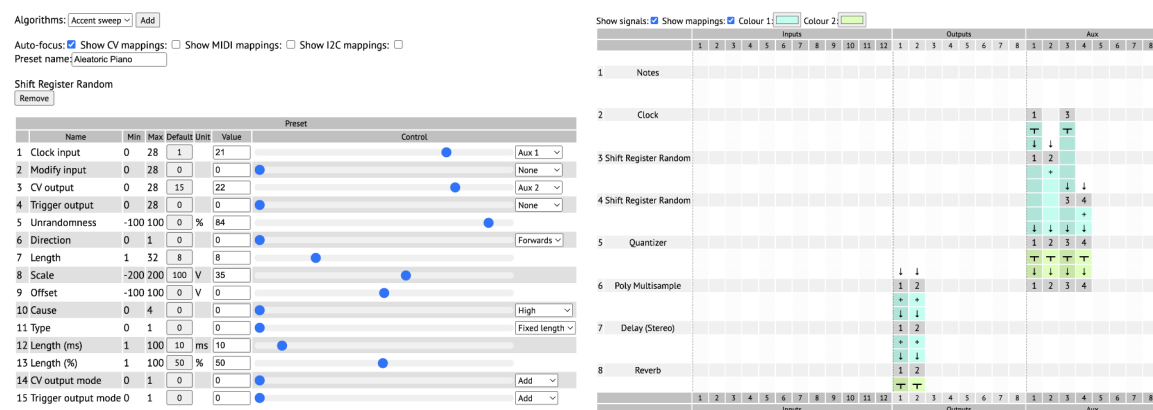 Algorithms: Accent sweep Add
Auto-focus: Show CV mappings: Show MIDI mappings: Show I2C mappings:
Preset name: Aleatoric Piano
Shift Register Random
Remove
Preset
Name Min Max Default Unit Value Control
1 Clock input 0 28 1 21 Aux 1
2 Modify input 0 28 0 0 None
3 CV output 0 28 15 22 Aux 2
4 Trigger output 0 28 0 0 None
5 Unrandomness -100 100 0 % 84
6 Direction 0 1 0 0 Forwards
7 Length 1 32 8 8
8 Scale -200 200 100 V 35
9 Offset -100 100 0 V 0
10 Cause 0 4 0 0 High
11 Type 0 1 0 0 Fixed length
12 Length (ms) 1 100 10 ms 10
13 Length (%) 1 100 50 % 50
14 CV output mode 0 1 0 0 Add
15 Trigger output mode 0 1 0 0 Add
Show signals: Show mappings: Colour 1: Colour 2:
Inputs Outputs Aux
1 2 3 4 5 6 7 8 9 10 11 12 1 2 3 4 5 6 7 8 1 2 3 4 5 6 7 8
1 Notes
2 Clock 1 3
3 Shift Register Random 1 2
4 Shift Register Random 3 4
5 Quantizer 1 2 3 4
6 Poly Multisample 1 2 1 2 3 4
7 Delay (Stereo) 1 2
8 Reverb 1 2
1 2 3 4 5 6 7 8 9 10 11 12 1 2 3 4 5 6 7 8 1 2 3 4 5 6 7 8
Inputs Outputs Aux